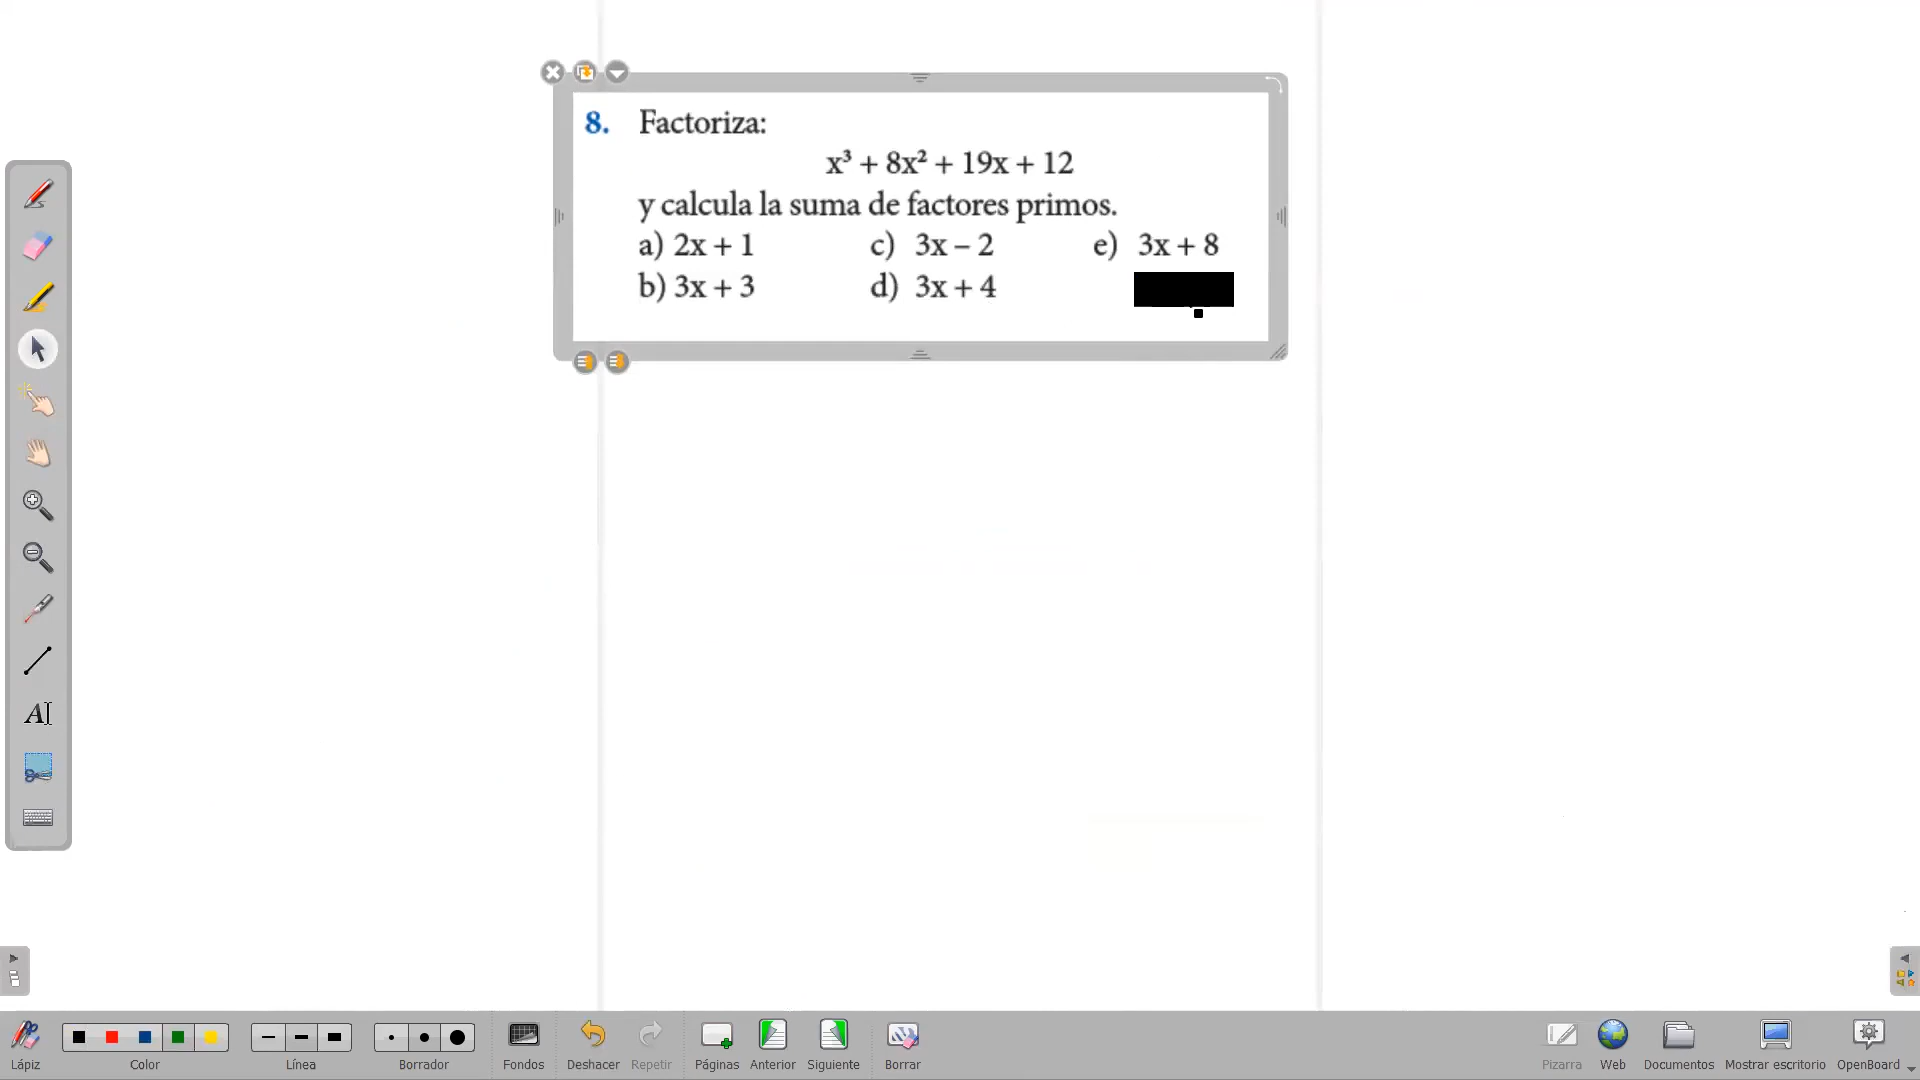 8. Factoriza:
x³ + 8x² + 19x + 12
y calcula la suma de factores primos.
a) 2x + 1 c) 3x – 2 e) 3x + 8
b) 3x + 3 d) 3x + 4
A
Lápiz Color Línea Borrador Fondos Deshacer Repetir Páginas Anterior Siguiente Borrar Pizarra Web Documentos Mostrar escritorio OpenBoard